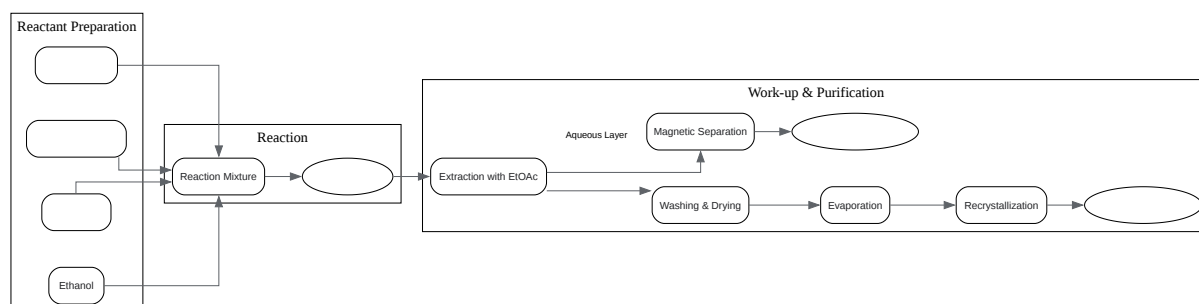 Reactant Preparation
Ethanol
Reaction
Reaction Mixture
Work-up & Purification
Extraction with EtOAc
Aqueous Layer
Magnetic Separation
Washing & Drying
Evaporation
Recrystallization